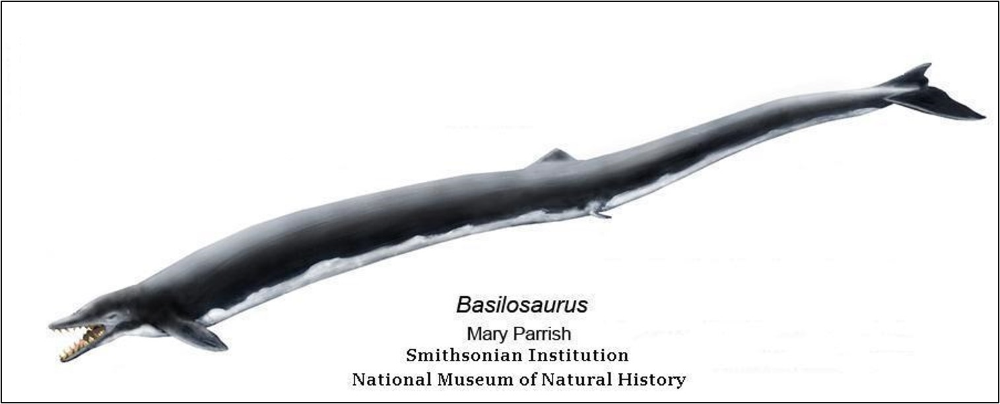 Basilosaurus
Mary Parrish
Smithsonian Institution
National Museum of Natural History